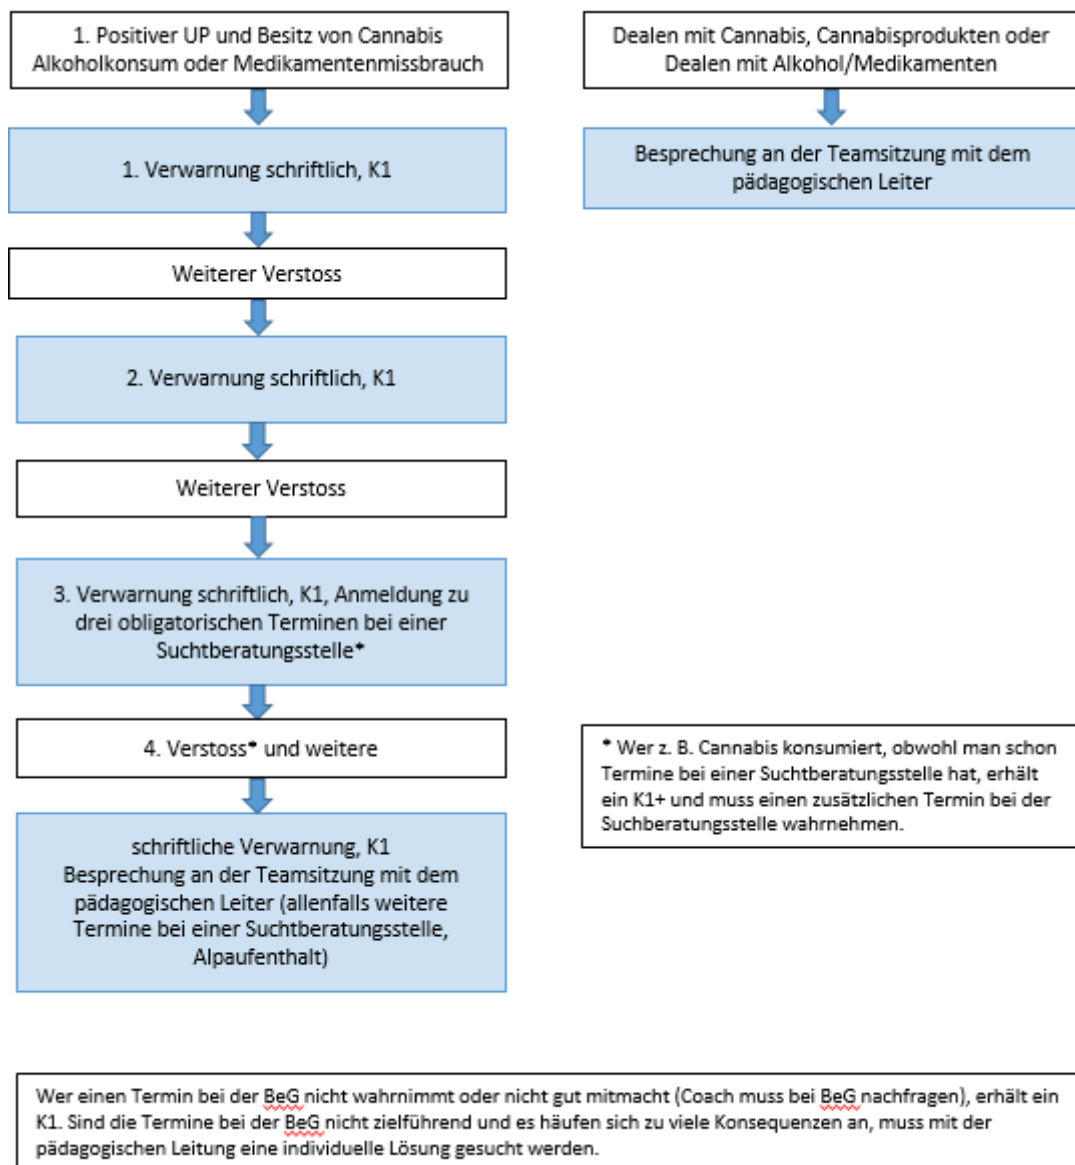 1. Positiver UP und Besitz von Cannabis
Alkoholkonsum oder Medikamentenmissbrauch
1. Verwarnung schriftlich, K1
Weiterer Verstoss
2. Verwarnung schriftlich, K1
Weiterer Verstoss
3. Verwarnung schriftlich, K1, Anmeldung zu
drei obligatorischen Terminen bei einer
Suchtberatungsstelle*
4. Verstoss* und weitere
schriftliche Verwarnung, K1
Besprechung an der Teamsitzung mit dem
pädagogischen Leiter (allenfalls weitere
Termine bei einer Suchtberatungsstelle,
Alpaufenthalt)
Dealen mit Cannabis, Cannabisprodukten oder
Dealen mit Alkohol/Medikamenten
Besprechung an der Teamsitzung mit dem
pädagogischen Leiter
* Wer z. B. Cannabis konsumiert, obwohl man schon
Termine bei einer Suchtberatungsstelle hat, erhält
ein K1+ und muss einen zusätzlichen Termin bei der
Suchberatungsstelle wahrnehmen.
Wer einen Termin bei der BeG nicht wahrnimmt oder nicht gut mitmacht (Coach muss bei BeG nachfragen), erhält ein
K1. Sind die Termine bei der BeG nicht zielführend und es häufen sich zu viele Konsequenzen an, muss mit der
pädagogischen Leitung eine individuelle Lösung gesucht werden.